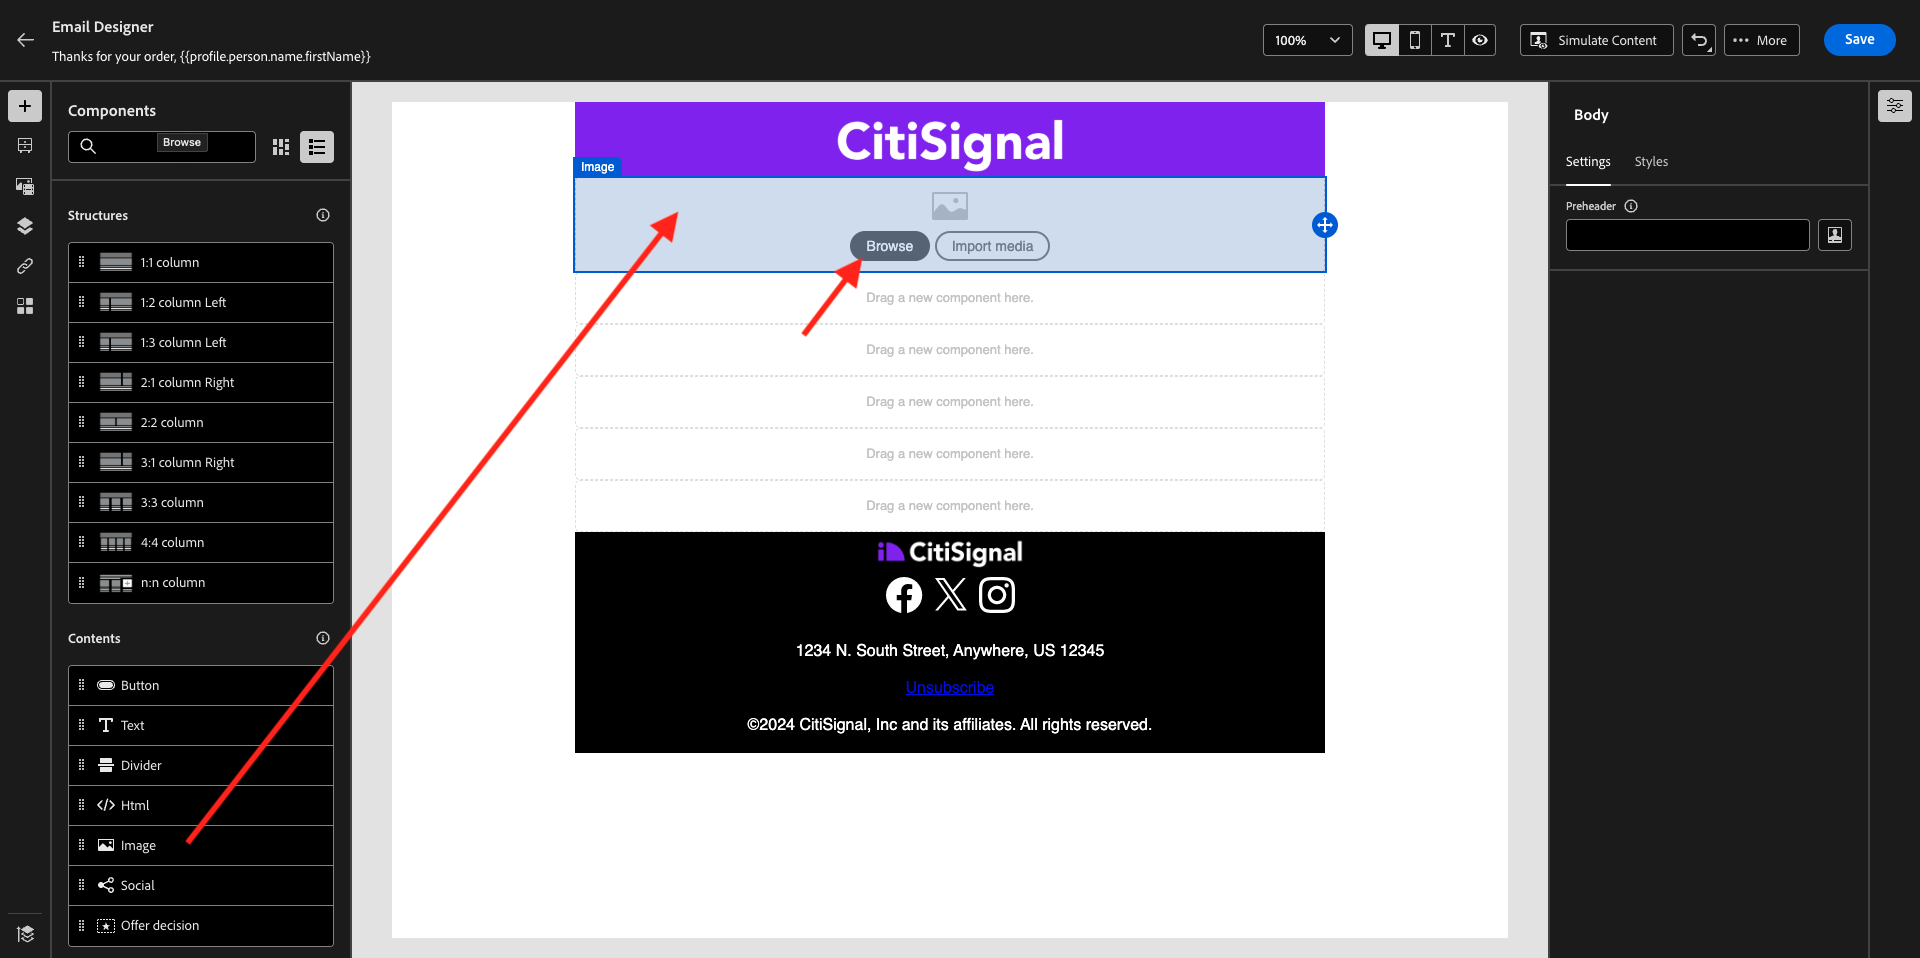 Email Designer
Thanks for your order, {{profile.person.name.firstName}}
100%
Simulate Content
More
Save
Components
Browse
Structures
1:1 column
1:2 column Left
1:3 column Left
2:1 column Right
2:2 column
3:1 column Right
3:3 column
4:4 column
n:n column
Contents
Button
Text
Divider
Html
Image
Social
Offer decision
CitiSignal
Image
Browse
Import media
Drag a new component here.
Drag a new component here.
Drag a new component here.
Drag a new component here.
Drag a new component here.
CitiSignal
1234 N. South Street, Anywhere, US 12345
Unsubscribe
©2024 CitiSignal, Inc and its affiliates. All rights reserved.
Body
Settings Styles
Preheader